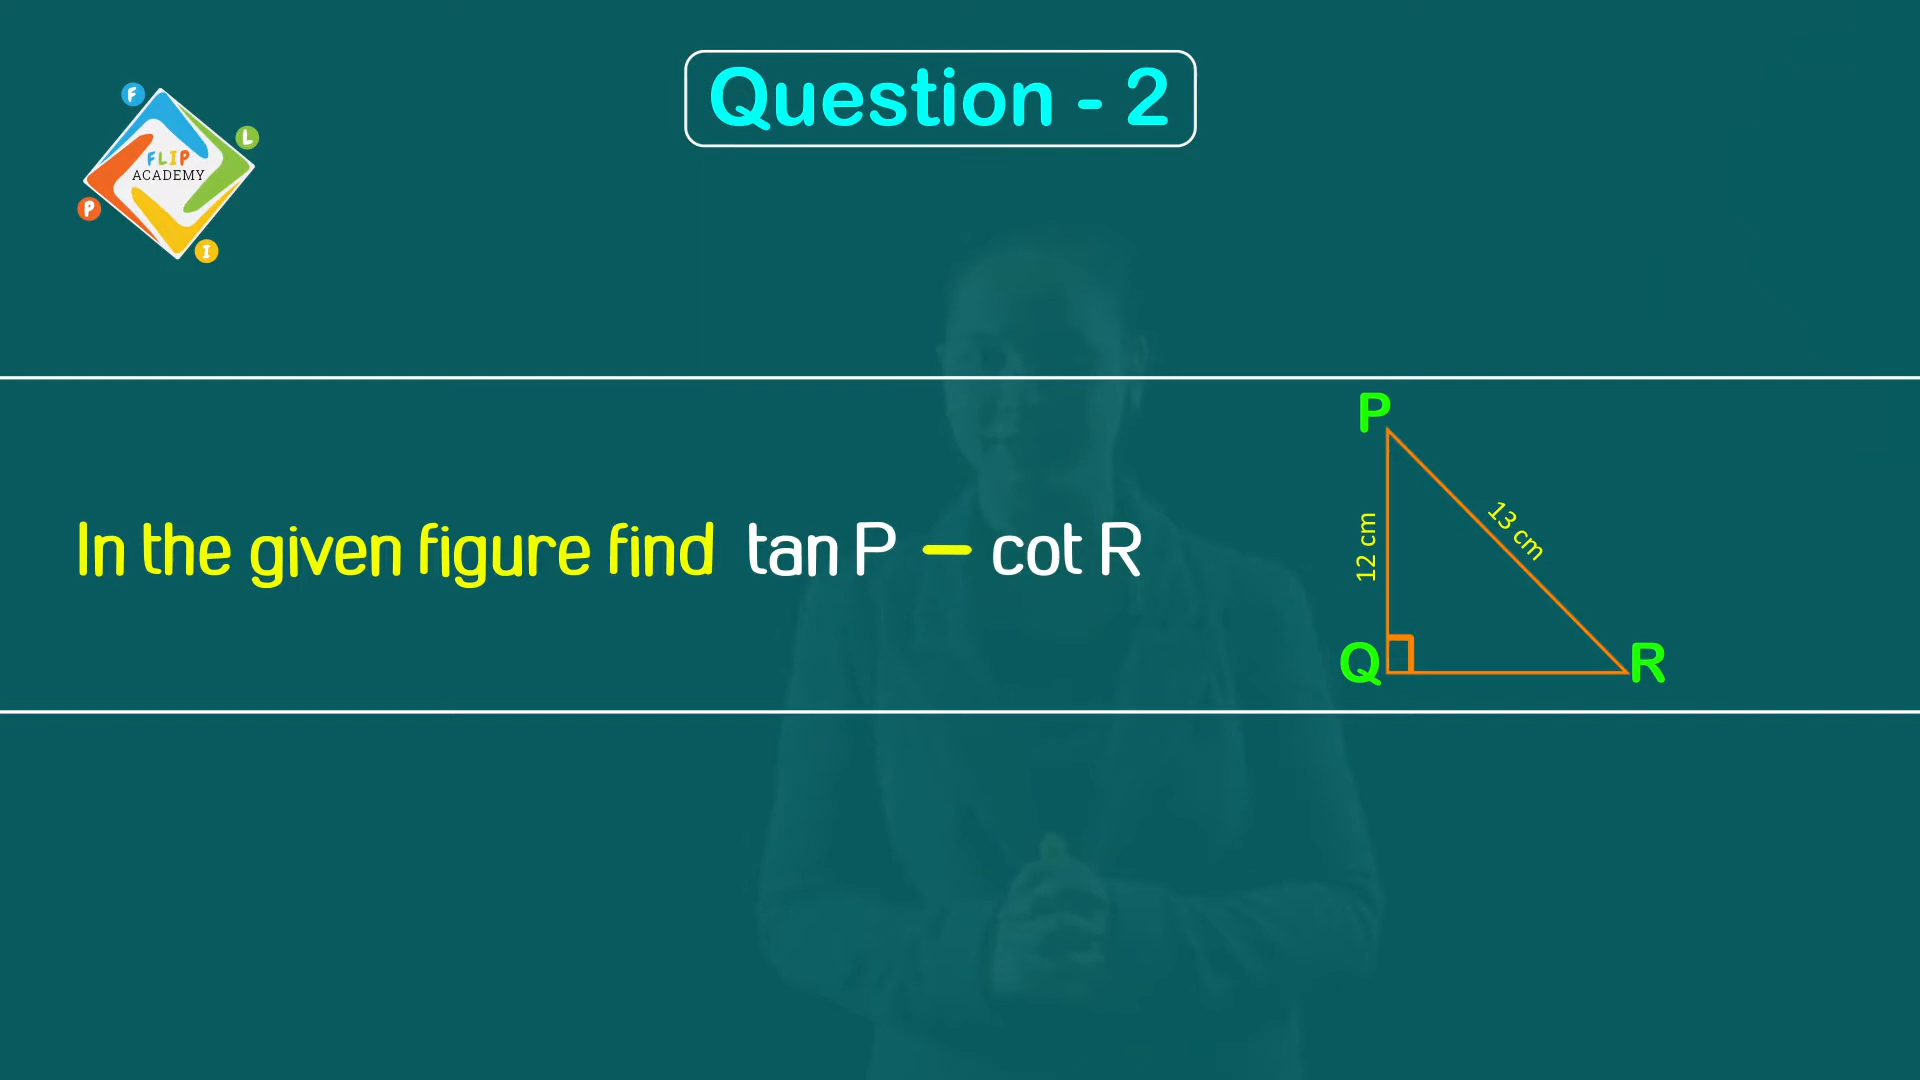 Question - 2
F
L
FLIP
ACADEMY
P
I
P
In the given figure find tan P − cot R
12 cm
13 cm
Q
R